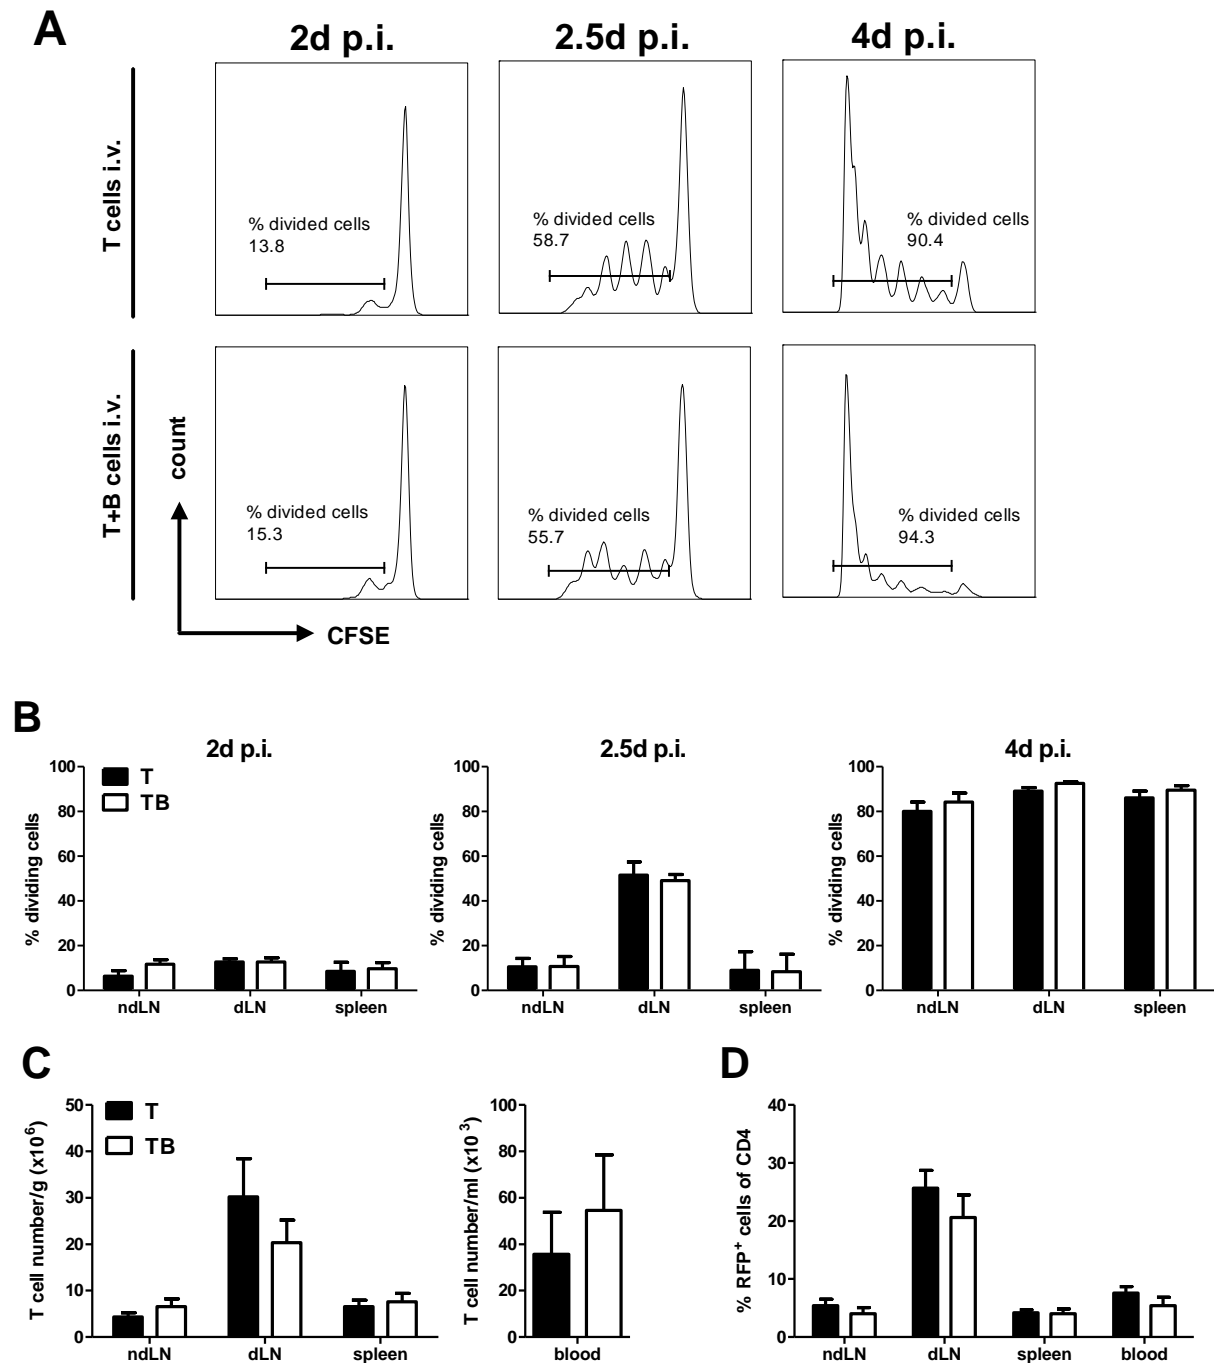 A
2d p.i.
2.5d p.i.
4d p.i.
T cells i.v.
% divided cells
13.8
% divided cells
58.7
% divided cells
90.4
T+B cells i.v.
count
% divided cells
15.3
% divided cells
55.7
% divided cells
94.3
CFSE
B
2d p.i.
2.5d p.i.
4d p.i.
% dividing cells
100
80
60
40
20
0
T
TB
ndLN
dLN
spleen
% dividing cells
100
80
60
40
20
0
ndLN
dLN
spleen
% dividing cells
100
80
60
40
20
0
ndLN
dLN
spleen
C
T cell number/g (x10⁶)
50
40
30
20
10
0
T
TB
ndLN
dLN
spleen
T cell number/ml (x10³)
100
80
60
40
20
0
blood
D
% RFP⁺ cells of CD4
40
30
20
10
0
ndLN
dLN
spleen
blood